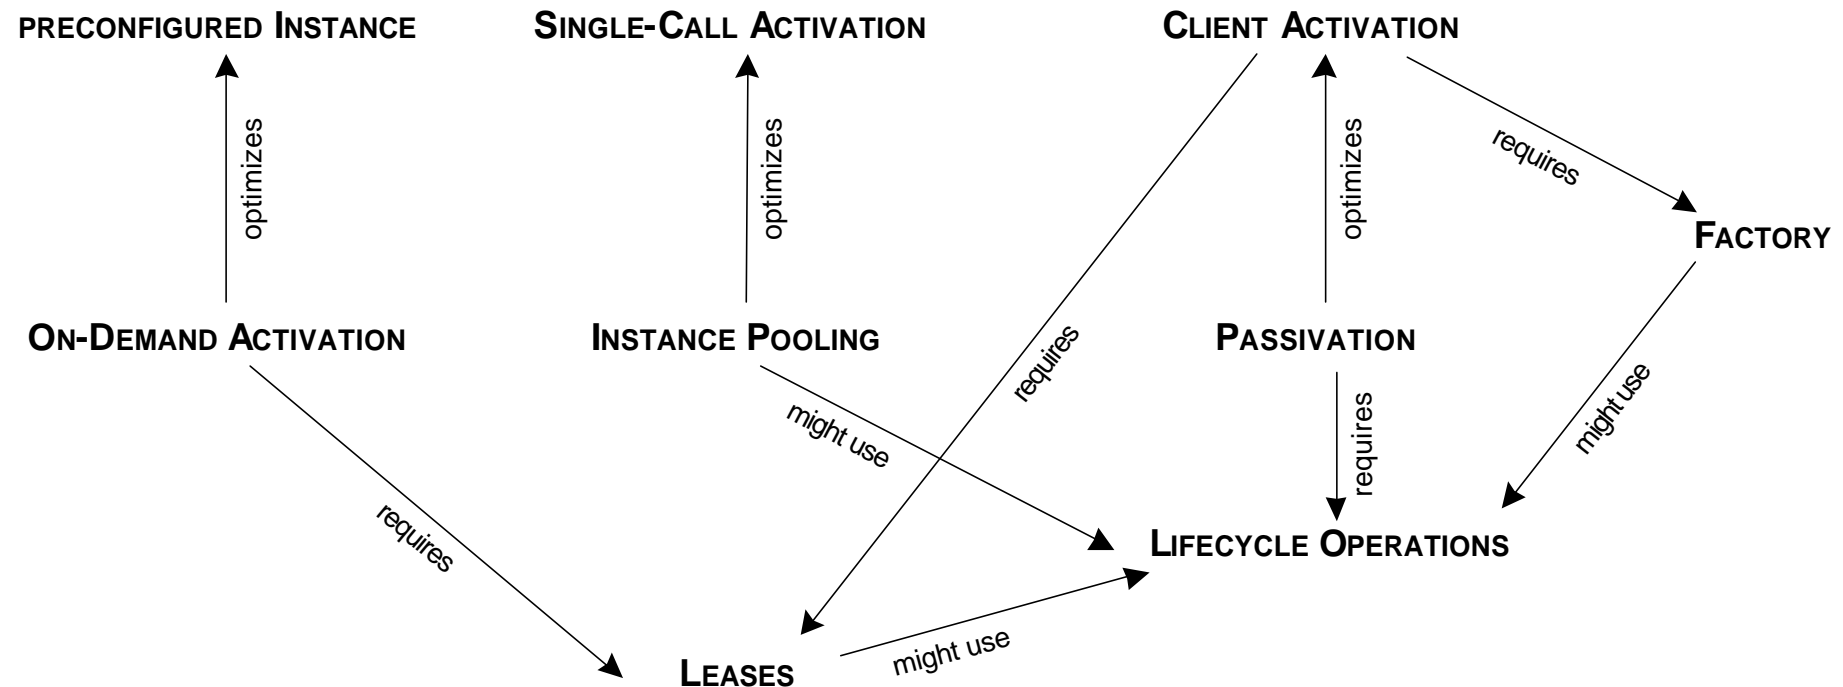 PRECONFIGURED INSTANCE
SINGLE-CALL ACTIVATION
CLIENT ACTIVATION
optimizes
optimizes
optimizes
requires
FACTORY
ON-DEMAND ACTIVATION
INSTANCE POOLING
requires
PASSIVATION
might use
might use
requires
requires
LIFECYCLE OPERATIONS
might use
LEASES